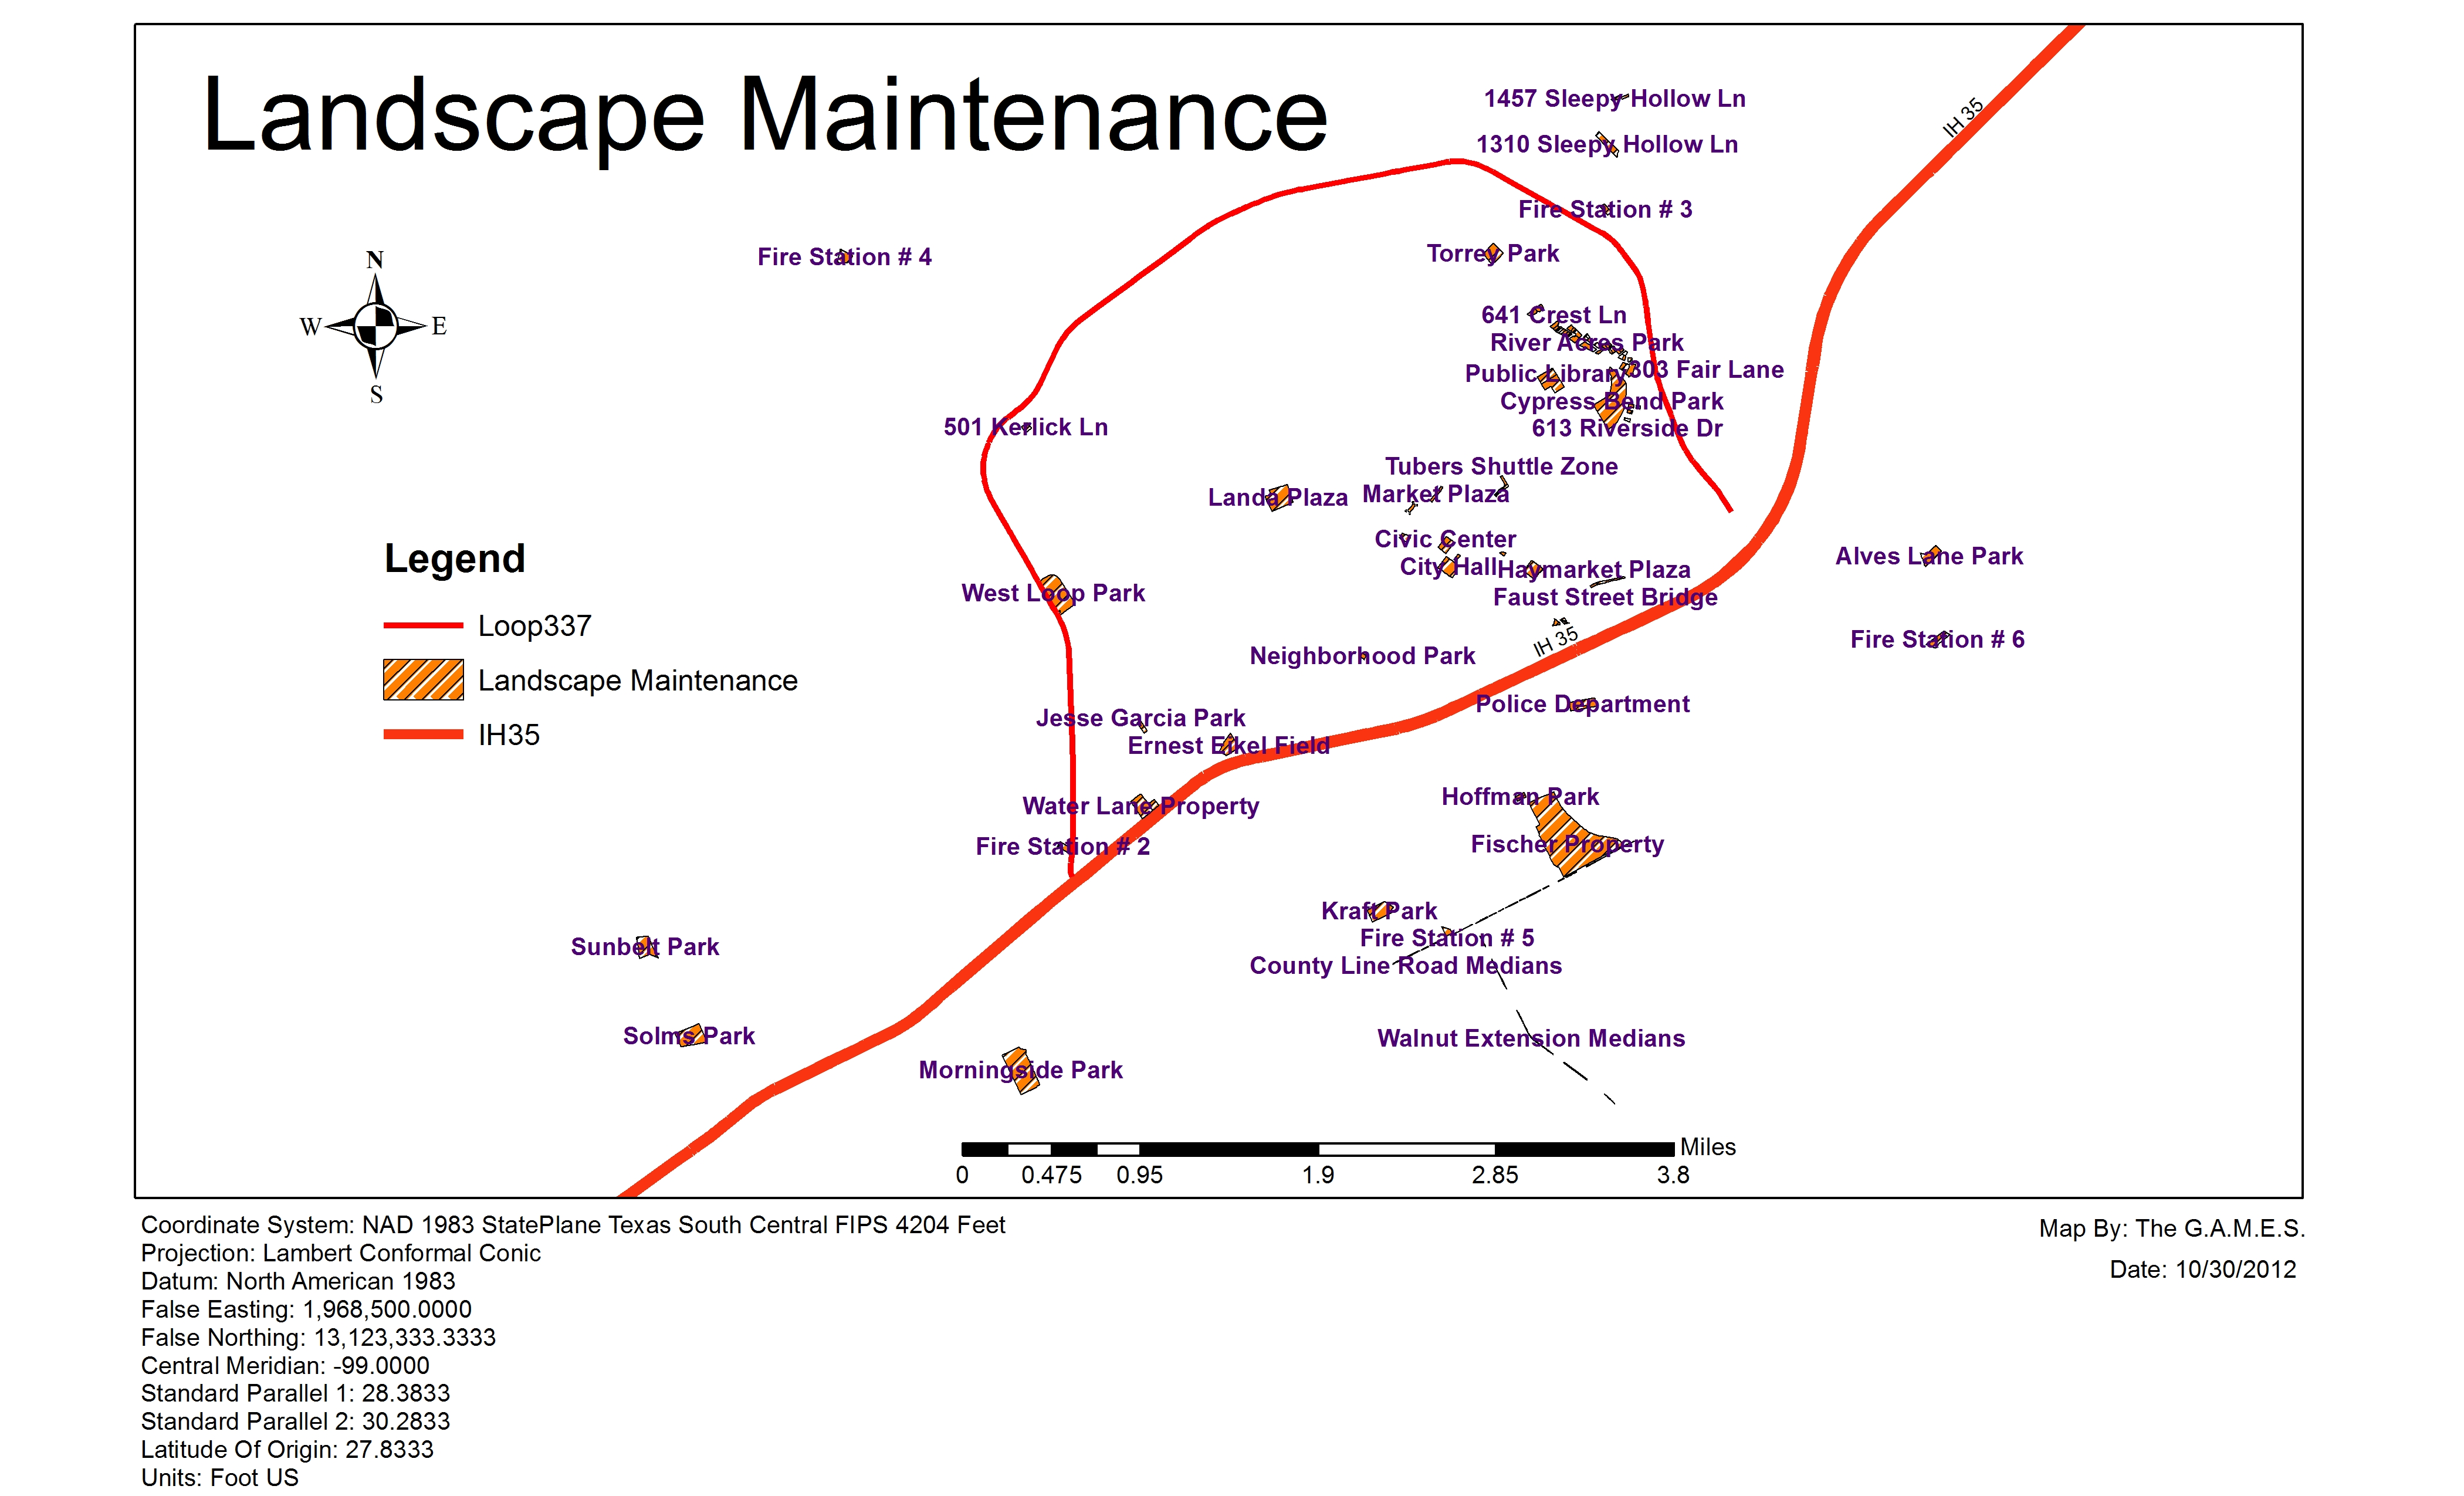 Landscape Maintenance
1457 Sleepy Hollow Ln
IH 35
1310 Sleepy Hollow Ln
Fire Station # 3
Torrey Park
Fire Station # 4
N
W
E
S
641 Crest Ln
River Acres Park
303 Fair Lane
Public Library
Cypress Bend Park
613 Riverside Dr
501 Kerlick Ln
Tubers Shuttle Zone
Market Plaza
Landa Plaza
Civic Center
City Hall
Haymarket Plaza
Faust Street Bridge
Alves Lane Park
West Loop Park
IH 35
Fire Station # 6
Neighborhood Park
Police Department
Jesse Garcia Park
Ernest Eikel Field
Legend
Loop337
Landscape Maintenance
IH35
Hoffman Park
Water Lane Property
Fischer Property
Fire Station # 2
Kraft Park
Fire Station # 5
County Line Road Medians
Sunbelt Park
Solms Park
Walnut Extension Medians
Morningside Park
Miles
0 0.475 0.95 1.9 2.85 3.8
Coordinate System: NAD 1983 StatePlane Texas South Central FIPS 4204 Feet
Projection: Lambert Conformal Conic
Datum: North American 1983
False Easting: 1,968,500.0000
False Northing: 13,123,333.3333
Central Meridian: -99.0000
Standard Parallel 1: 28.3833
Standard Parallel 2: 30.2833
Latitude Of Origin: 27.8333
Units: Foot US
Map By: The G.A.M.E.S.
Date: 10/30/2012